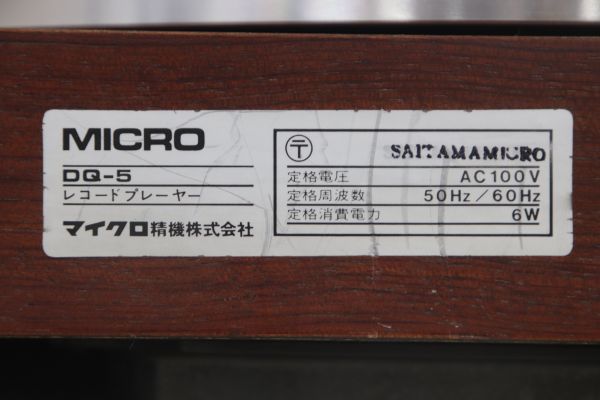 MICRO
DQ-5
レコードプレーヤー
マイクロ精機株式会社
〒 SAITAMAMICRO
定格電圧 AC100V
定格周波数 50Hz/60Hz
定格消費電力 6W